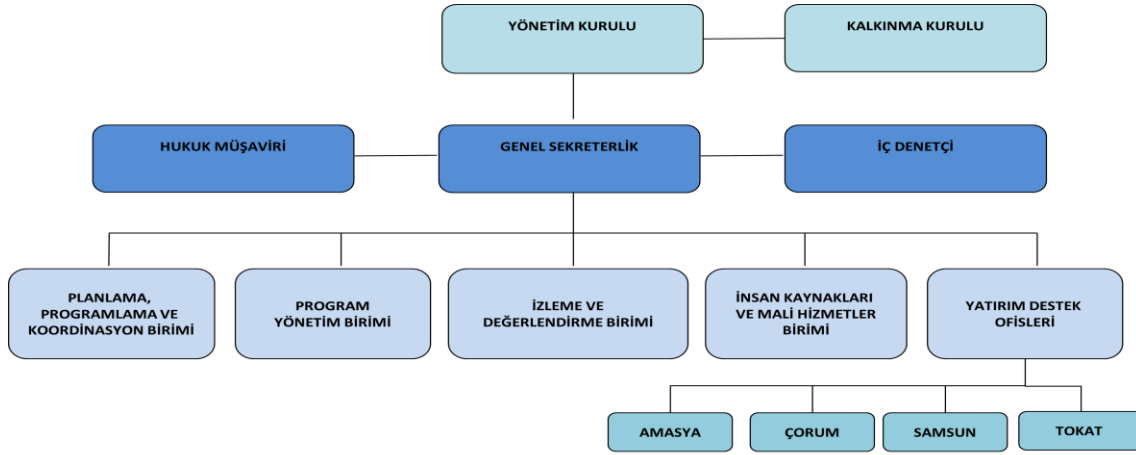 YÖNETİM KURULU
KALKINMA KURULU
HUKUK MÜŞAVİRİ
GENEL SEKRETERLİK
İÇ DENETÇİ
PLANLAMA,
PROGRAMLAMA VE
KOORDİNASYON BİRİMİ
PROGRAM
YÖNETİM BİRİMİ
İZLEME VE
DEĞERLENDİRME BİRİMİ
İNSAN KAYNAKLARI
VE MALİ HİZMETLER
BİRİMİ
YATIRIM DESTEK
OFİSLERİ
AMASYA
ÇORUM
SAMSUN
TOKAT